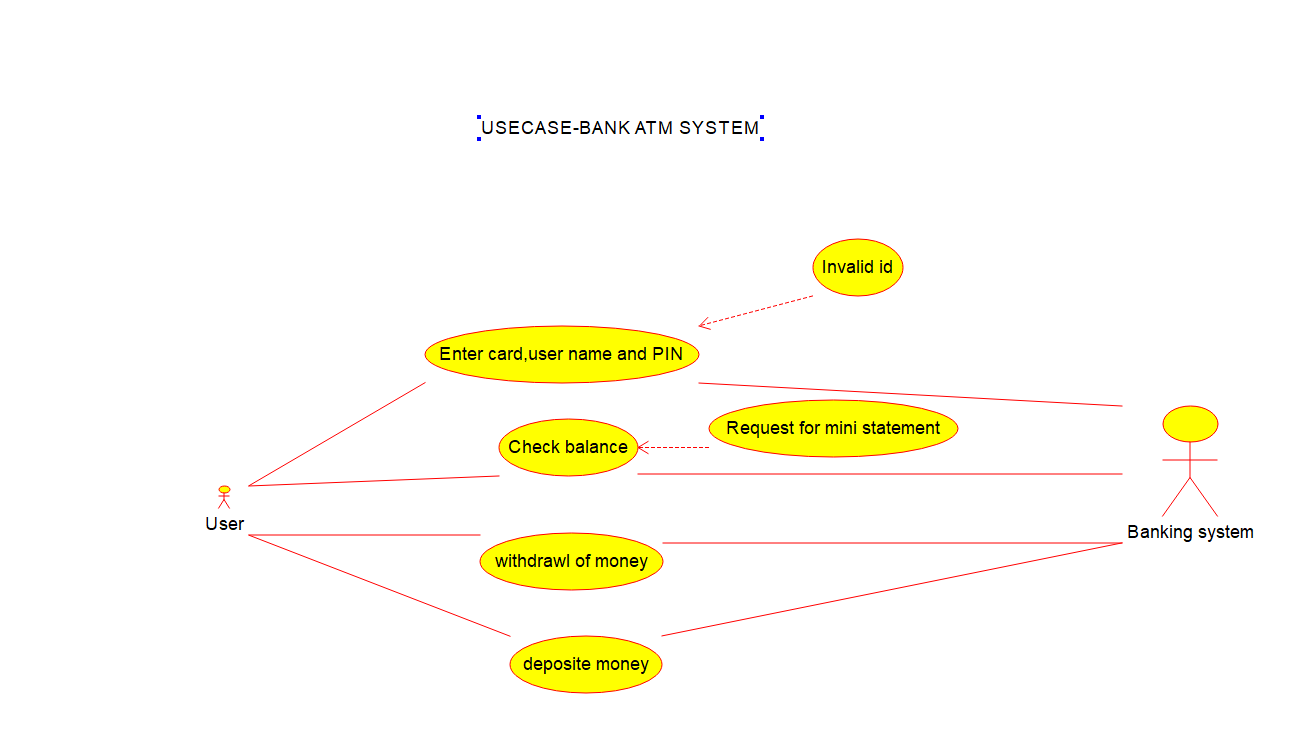 USECASE-BANK ATM SYSTEM
Invalid id
Enter card,user name and PIN
Request for mini statement
Check balance
User
Banking system
withdrawl of money
deposite money